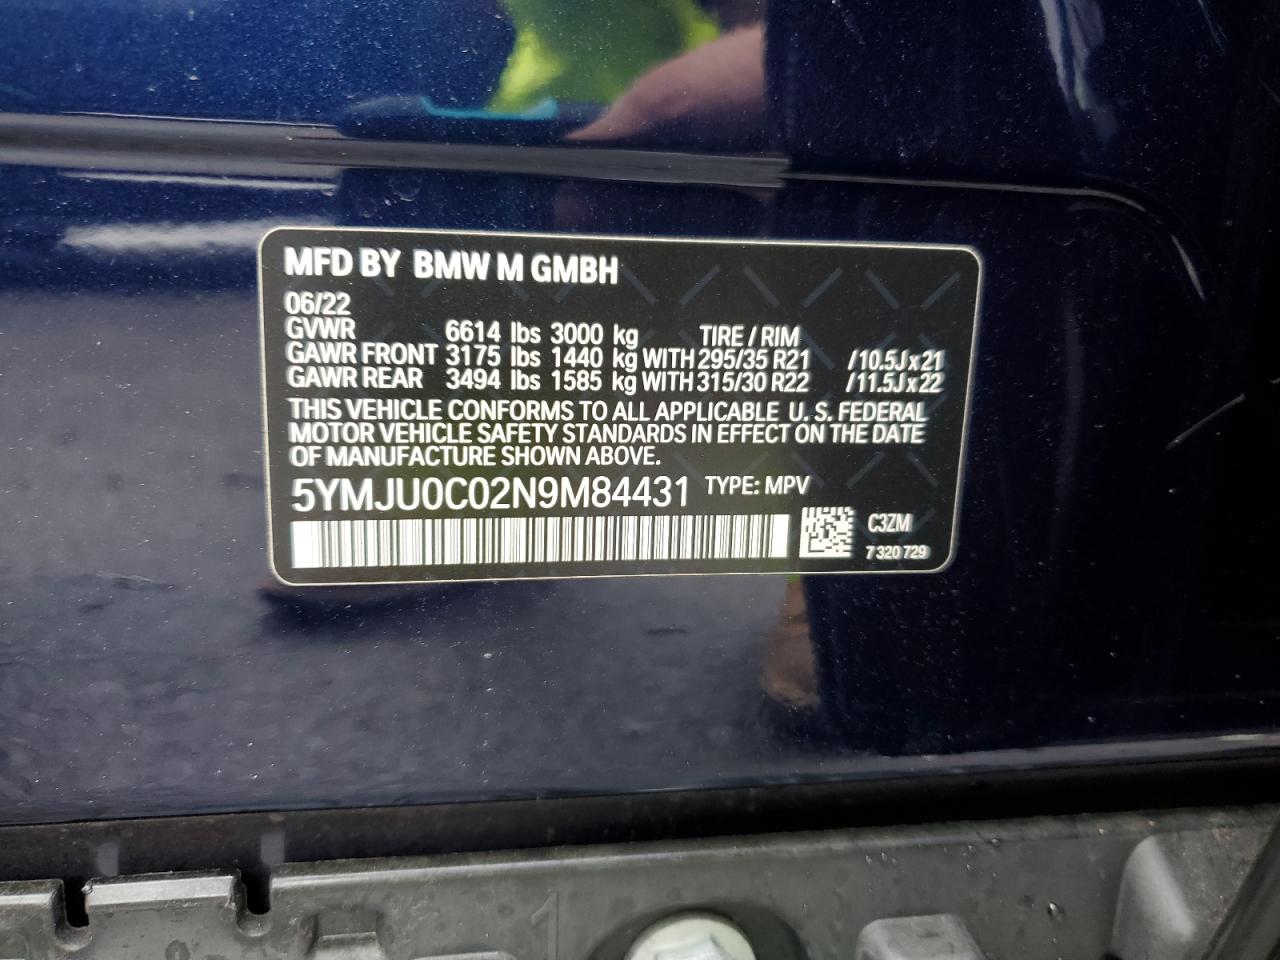 MFD BY BMW M GMBH
06/22
GVWR 6614 lbs 3000 kg TIRE / RIM
GAWR FRONT 3175 lbs 1440 kg WITH 295/35 R21 /10.5J x 21
GAWR REAR 3494 lbs 1585 kg WITH 315/30 R22 /11.5J x 22
THIS VEHICLE CONFORMS TO ALL APPLICABLE U. S. FEDERAL
MOTOR VEHICLE SAFETY STANDARDS IN EFFECT ON THE DATE
OF MANUFACTURE SHOWN ABOVE.
5YMJU0C02N9M84431 TYPE: MPV
C3ZM
7 320 729
1